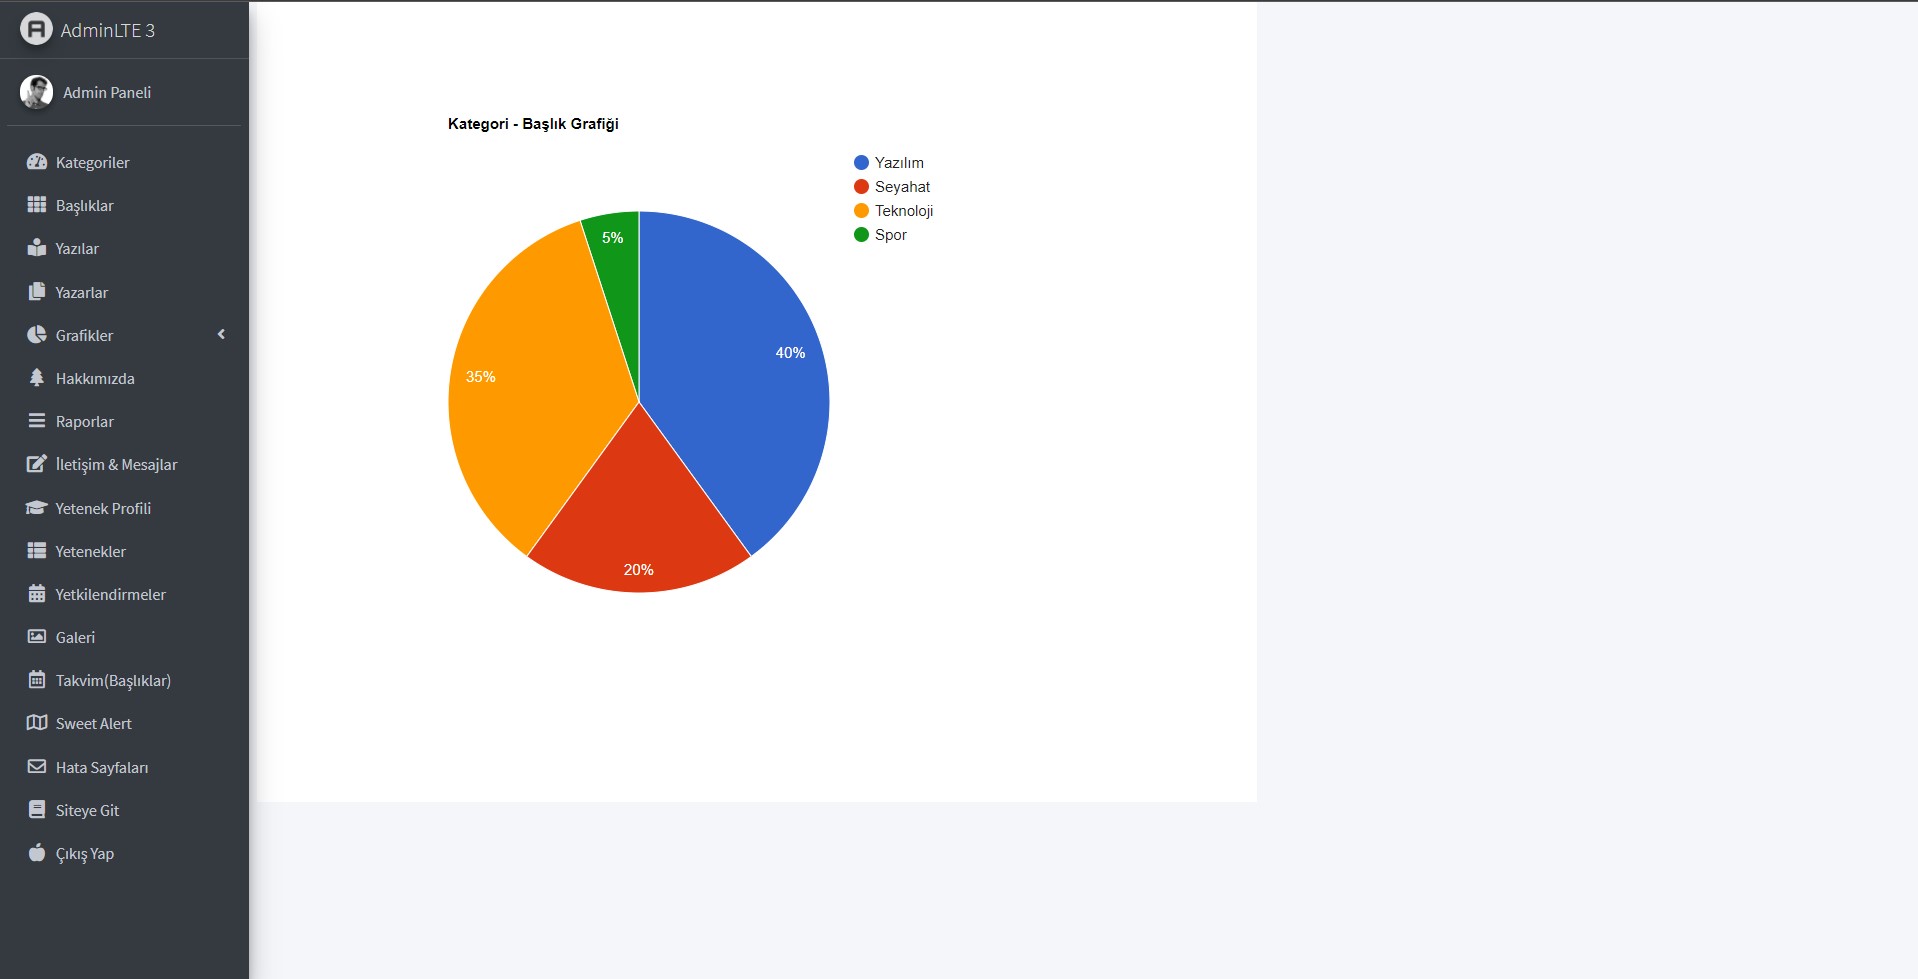 AdminLTE 3
Admin Paneli
Kategoriler
Başlıklar
Yazılar
Yazarlar
Grafikler
Hakkımızda
Raporlar
İletişim & Mesajlar
Yetenek Profili
Yetenekler
Yetkilendirmeler
Galeri
Takvim(Başlıklar)
Sweet Alert
Hata Sayfaları
Siteye Git
Çıkış Yap
Kategori - Başlık Grafiği
Yazılım
Seyahat
Teknoloji
Spor
5%
40%
35%
20%